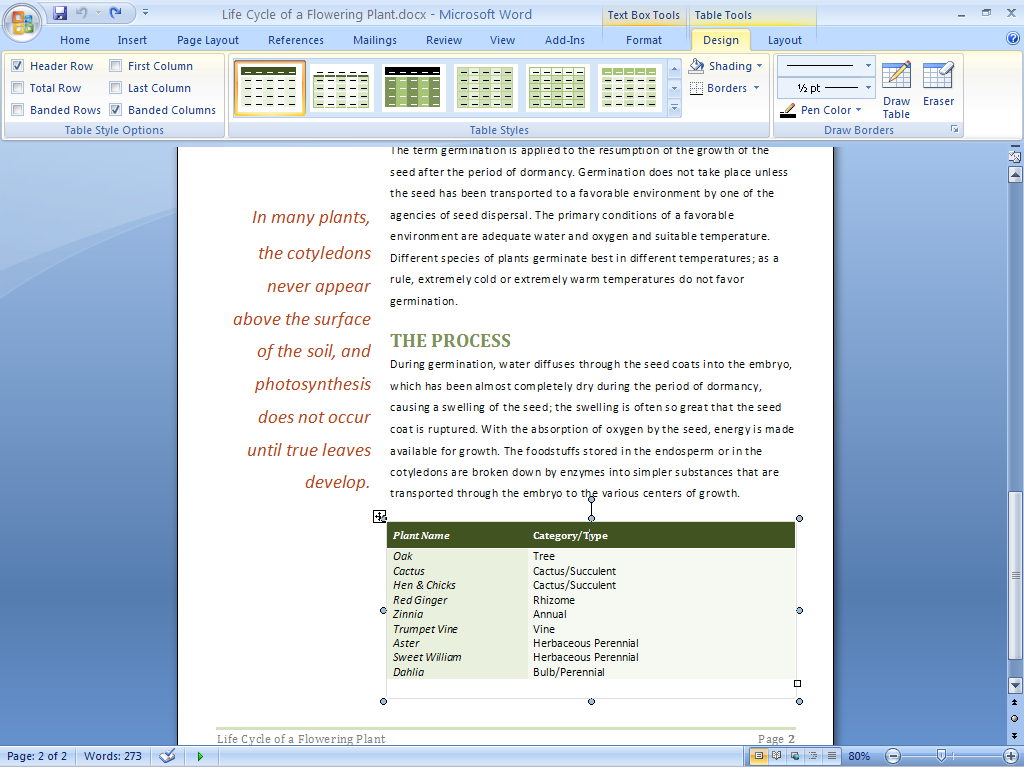 Life Cycle of a Flowering Plant.docx - Microsoft Word
Text Box Tools
Table Tools
Home
Insert
Page Layout
References
Mailings
Review
View
Add-Ins
Format
Design
Layout
Header Row
First Column
Total Row
Last Column
Banded Rows
Banded Columns
Table Style Options
Table Styles
Shading
Borders
½ pt
Pen Color
Draw
Table
Eraser
Draw Borders
The term germination is applied to the resumption of the growth of the
seed after the period of dormancy. Germination does not take place unless
the seed has been transported to a favorable environment by one of the
agencies of seed dispersal. The primary conditions of a favorable
environment are adequate water and oxygen and suitable temperature.
Different species of plants germinate best in different temperatures; as a
rule, extremely cold or extremely warm temperatures do not favor
germination.
In many plants,
the cotyledons
never appear
above the surface
of the soil, and
photosynthesis
does not occur
until true leaves
develop.
THE PROCESS
During germination, water diffuses through the seed coats into the embryo,
which has been almost completely dry during the period of dormancy,
causing a swelling of the seed; the swelling is often so great that the seed
coat is ruptured. With the absorption of oxygen by the seed, energy is made
available for growth. The foodstuffs stored in the endosperm or in the
cotyledons are broken down by enzymes into simpler substances that are
transported through the embryo to the various centers of growth.
Plant Name Category/Type
Oak Tree
Cactus Cactus/Succulent
Hen & Chicks Cactus/Succulent
Red Ginger Rhizome
Zinnia Annual
Trumpet Vine Vine
Aster Herbaceous Perennial
Sweet William Herbaceous Perennial
Dahlia Bulb/Perennial
Life Cycle of a Flowering Plant Page 2
Page: 2 of 2
Words: 273
80%